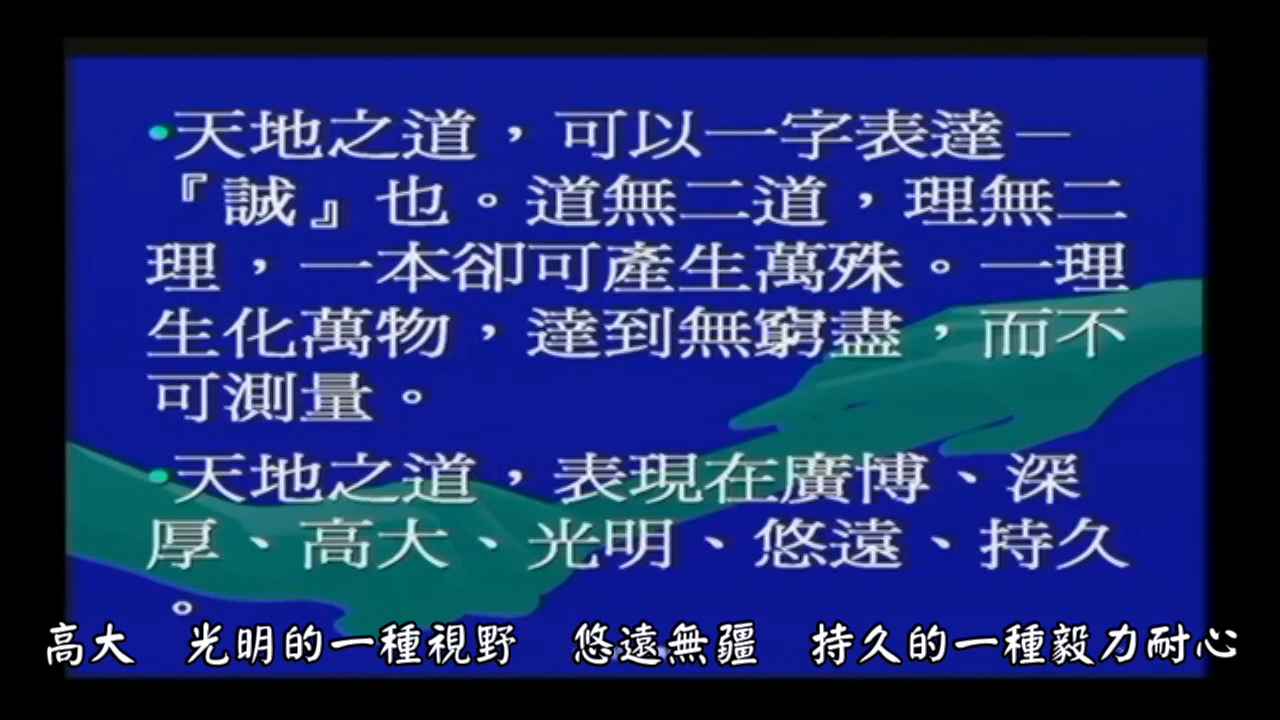 •天地之道，可以一字表達－
『誠』也。道無二道，理無二
理，一本卻可產生萬殊。一理
生化萬物，達到無窮盡，而不
可測量。
•天地之道，表現在廣博、深
厚、高大、光明、悠遠、持久
。
高大　光明的一種視野　悠遠無疆　持久的一種毅力耐心